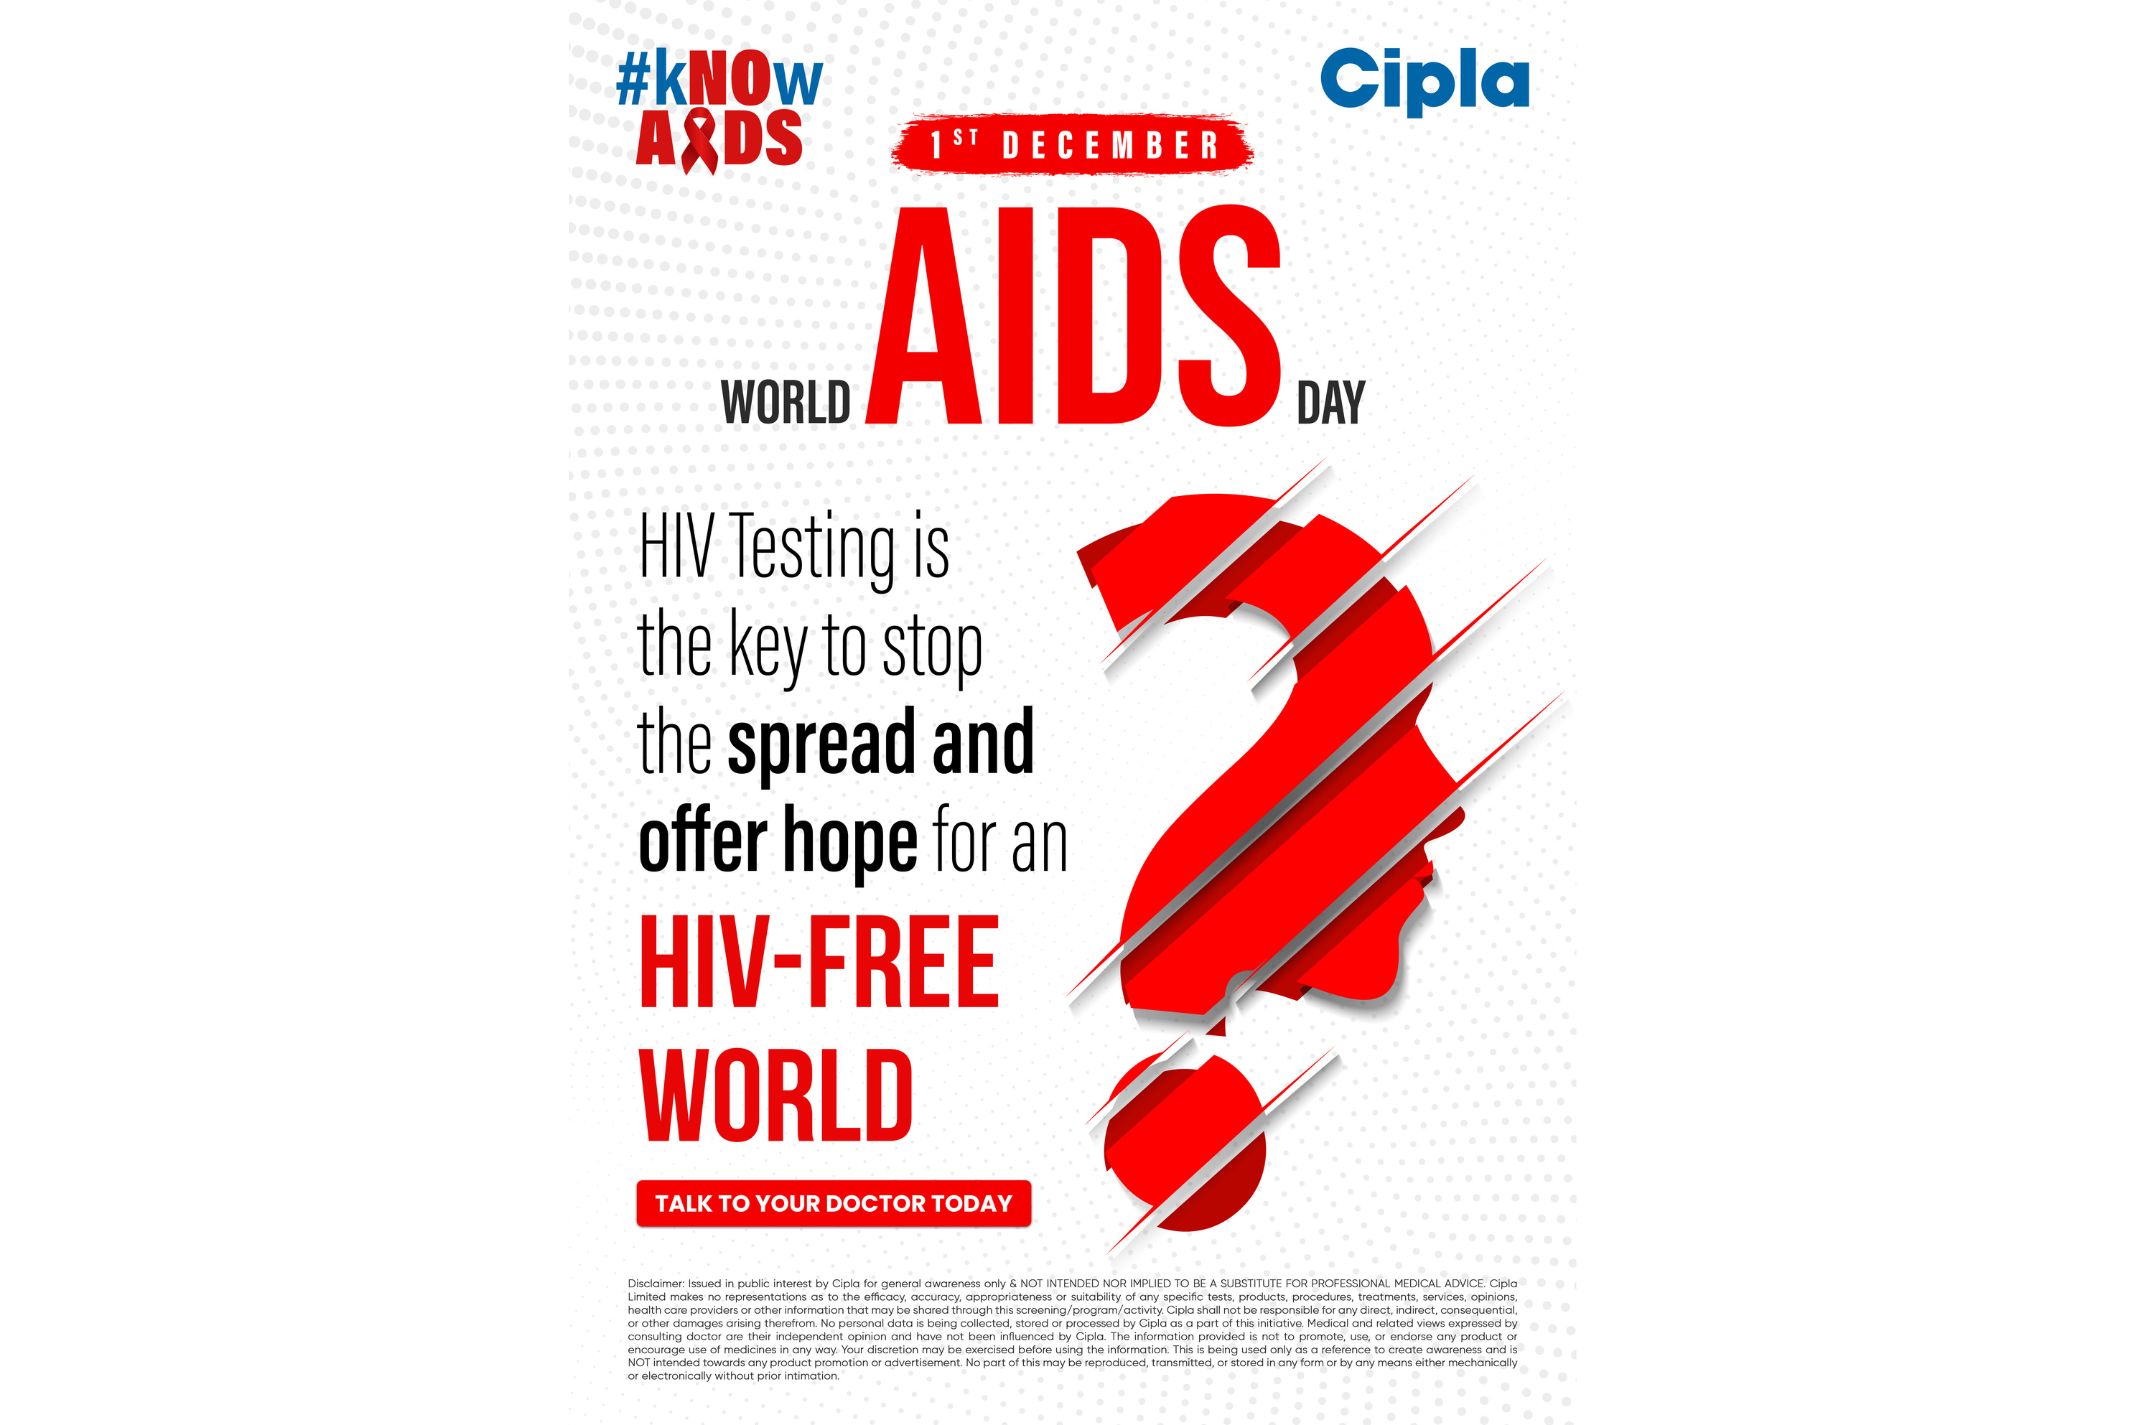 #kNOw
AIDS
Cipla
1ST DECEMBER
WORLD AIDS DAY
HIV Testing is
the key to stop
the spread and
offer hope for an
HIV-FREE
WORLD
TALK TO YOUR DOCTOR TODAY
Disclaimer: Issued in public interest by Cipla for general awareness only & NOT INTENDED NOR IMPLIED TO BE A SUBSTITUTE FOR PROFESSIONAL MEDICAL ADVICE. Cipla
Limited makes no representations as to the efficacy, accuracy, appropriateness or suitability of any specific tests, products, procedures, treatments, services, opinions,
health care providers or other information that may be shared through this screening/program/activity. Cipla shall not be responsible for any direct, indirect, consequential,
or other damages arising therefrom. No personal data is being collected, stored or processed by Cipla as a part of this initiative. Medical and related views expressed by
consulting doctor are their independent opinion and have not been influenced by Cipla. The information provided is not to promote, use, or endorse any product or
encourage use of medicines in any way. Your discretion may be exercised before using the information. This is being used only as a reference to create awareness and is
NOT intended towards any product promotion or advertisement. No part of this may be reproduced, transmitted, or stored in any form or by any means either mechanically
or electronically without prior intimation.